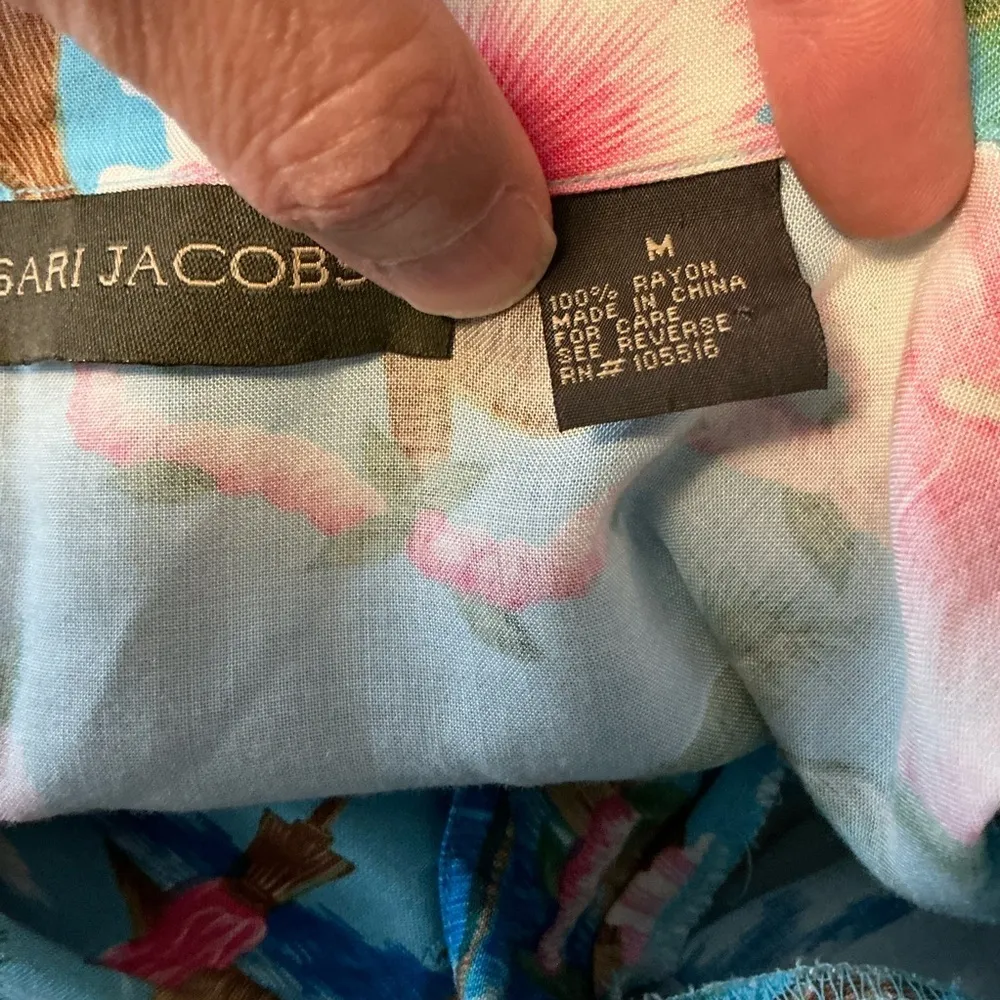 SARI JACOBS
M
100% RAYON
MADE IN CHINA
FOR CARE
SEE REVERSE
RN# 105516